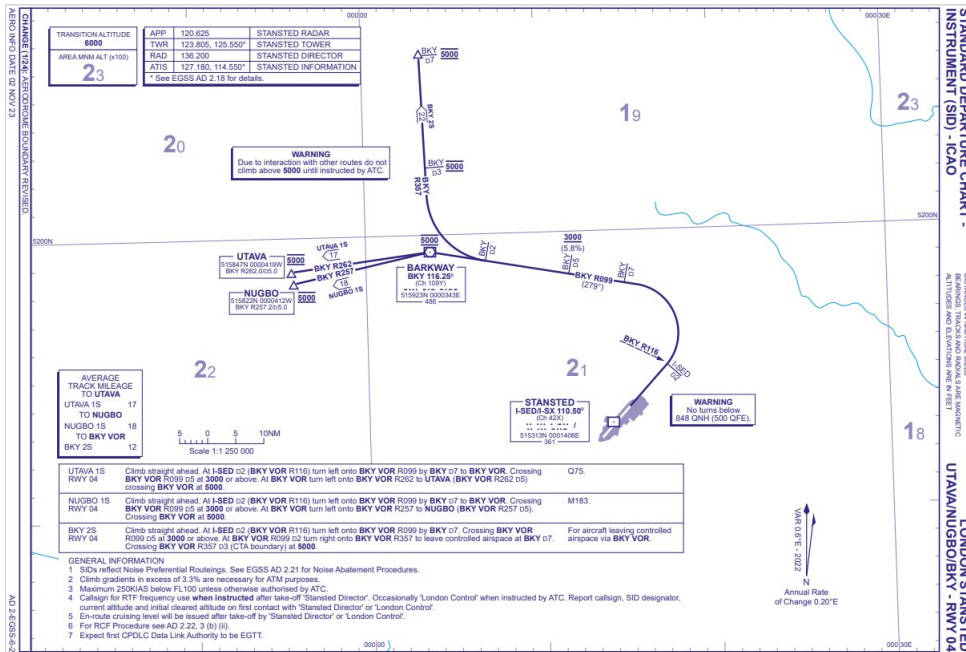 STANDARD DEPARTURE CHART -
INSTRUMENT (SID) - ICAO
BEARINGS, TRACKS AND RADIALS ARE MAGNETIC
ALTITUDES AND ELEVATIONS ARE IN FEET
LONDON STANSTED
UTAVA/NUGBO/BKY - RWY 04
000 00
000 30E
TRANSITION ALTITUDE
6000
AREA MNM ALT (x100)
23
APP 120.625 STANSTED RADAR
TWR 123.805, 125.550* STANSTED TOWER
RAD 136.200 STANSTED DIRECTOR
ATIS 127.180, 114.550* STANSTED INFORMATION
* See EGSS AD 2.18 for details.
BKY
D7
5000
20
19
23
WARNING
Due to interaction with other routes do not
climb above 5000 until instructed by ATC.
BKY 2S
22
BKY
D3
5000
BKY
R357
5200N
5200N
UTAVA
515847N 0000419W
BKY R262.0/D5.0
5000
UTAVA 1S
17
BKY R262
NUGBO
515822N 0000412W
BKY R257.2/D5.0
5000
BKY R257
18
NUGBO 1S
5000
BARKWAY
BKY 116.25
(Ch 109Y)
515923N 0000343E
486
BKY
D2
3000
(5.8%)
BKY
D5
BKY
D7
BKY R099
(279°)
BKY R116
I-SED
D2
22
21
18
STANSTED
I-SED/I-SX 110.50
(Ch 42X)
515313N 0001406E
361
WARNING
No turns below
848 QNH (500 QFE).
AVERAGE
TRACK MILEAGE
TO UTAVA
UTAVA 1S 17
TO NUGBO
NUGBO 1S 18
TO BKY VOR
BKY 2S 12
5 0 5 10NM
Scale 1:1 250 000
UTAVA 1S
RWY 04
Climb straight ahead. At I-SED D2 (BKY VOR R116) turn left onto BKY VOR R099 by BKY D7 to BKY VOR. Crossing
BKY VOR R099 D5 at 3000 or above. At BKY VOR turn left onto BKY VOR R262 to UTAVA (BKY VOR R262 D5)
crossing BKY VOR at 5000.
Q75.
NUGBO 1S
RWY 04
Climb straight ahead. At I-SED D2 (BKY VOR R116) turn left onto BKY VOR R099 by BKY D7 to BKY VOR. Crossing
BKY VOR R099 D5 at 3000 or above. At BKY VOR turn left onto BKY VOR R257 to NUGBO (BKY VOR R257 D5).
Crossing BKY VOR at 5000.
M183.
BKY 2S
RWY 04
Climb straight ahead. At I-SED D2 (BKY VOR R116) turn left onto BKY VOR R099 by BKY D7. Crossing BKY VOR
R099 D5 at 3000 or above. At BKY VOR R099 D2 turn right onto BKY VOR R357 to leave controlled airspace at BKY D7.
Crossing BKY VOR R357 D3 (CTA boundary) at 5000.
For aircraft leaving controlled
airspace via BKY VOR.
GENERAL INFORMATION
1 SIDs reflect Noise Preferential Routings. See EGSS AD 2.21 for Noise Abatement Procedures.
2 Climb gradients in excess of 3.3% are necessary for ATM purposes.
3 Maximum 250KIAS below FL100 unless otherwise authorised by ATC.
4 Callsign for RTF frequency use when instructed after take-off 'Stansted Director'. Occasionally 'London Control' when instructed by ATC. Report callsign, SID designator,
current altitude and initial cleared altitude on first contact with 'Stansted Director' or 'London Control'.
5 En-route cruising level will be issued after take-off by 'Stansted Director' or 'London Control'.
6 For RCF Procedure see AD 2.22, 3 (b) (ii).
7 Expect first CPDLC Data Link Authority to be EGTT.
VAR 0.6°E - 2022
N
Annual Rate
of Change 0.20°E
000 00
000 30E
CHANGE (1/24): AERODROME BOUNDARY REVISED.
AERO INFO DATE 02 NOV 23
AD 2-EGSS-6-2